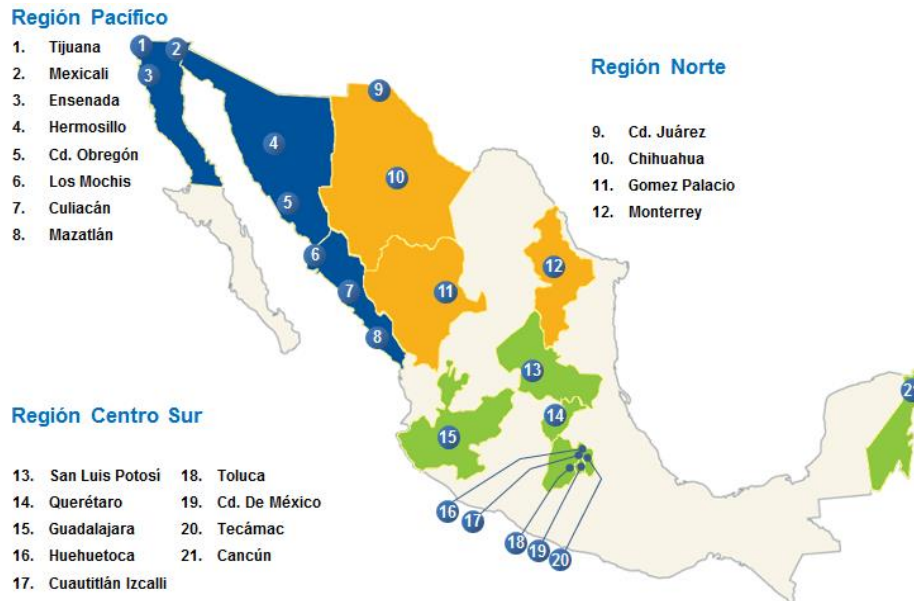 Región Pacífico
1. Tijuana
2. Mexicali
3. Ensenada
4. Hermosillo
5. Cd. Obregón
6. Los Mochis
7. Culiacán
8. Mazatlán
Región Norte
9. Cd. Juárez
10. Chihuahua
11. Gomez Palacio
12. Monterrey
Región Centro Sur
13. San Luis Potosí
14. Querétaro
15. Guadalajara
16. Huehuetoca
17. Cuautitlán Izcalli
18. Toluca
19. Cd. De México
20. Tecámac
21. Cancún
1
2
3
4
5
6
7
8
9
10
11
12
13
14
15
16
17
18
19
20